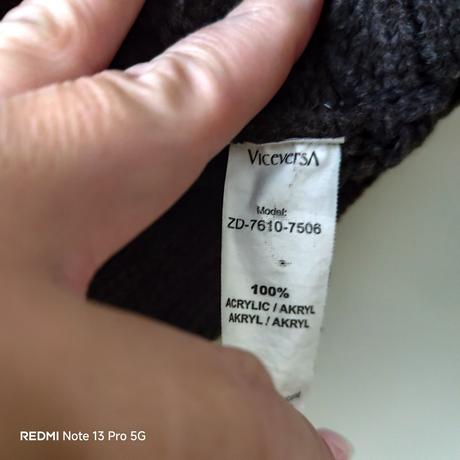 VICEVERSA
Model:
ZD-7610-7506
100%
ACRYLIC / AKRYL
AKRYL / AKRYL
REDMI Note 13 Pro 5G